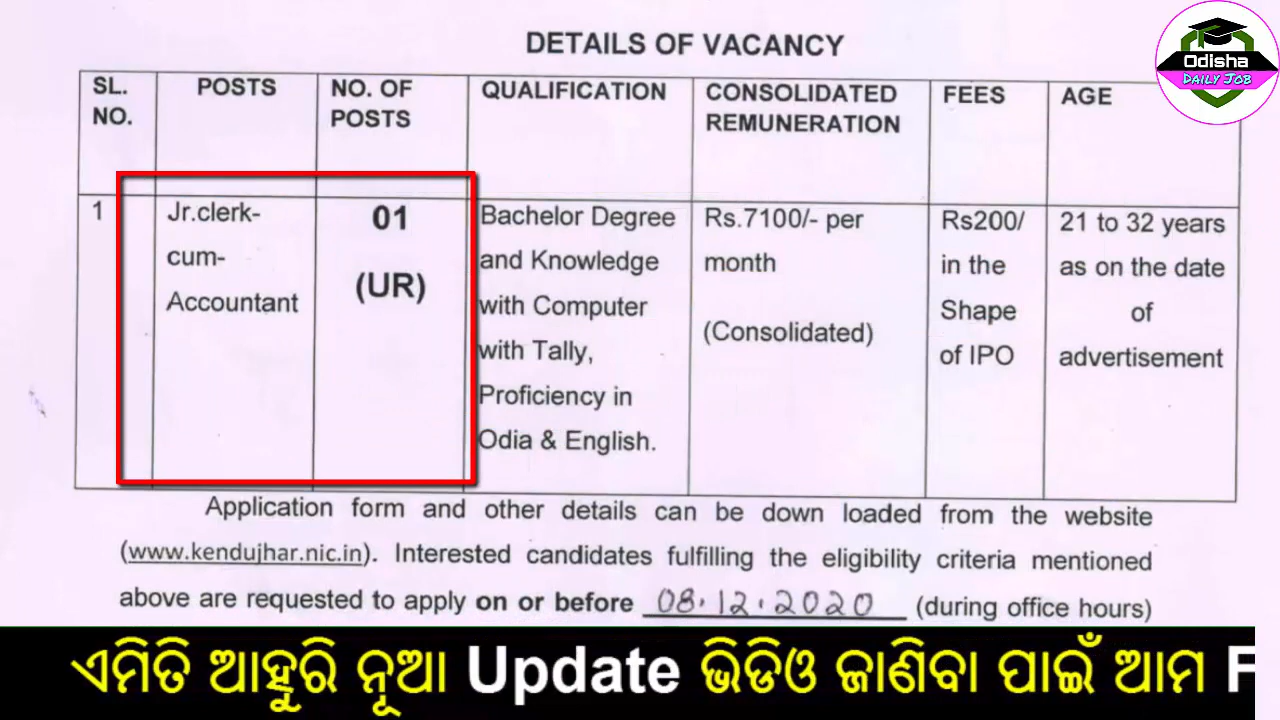 DETAILS OF VACANCY
Odisha
DAILY JOB
SL. NO.
POSTS
NO. OF POSTS
QUALIFICATION
CONSOLIDATED REMUNERATION
FEES
AGE
1
Jr.clerk-
cum-
Accountant
01
(UR)
Bachelor Degree
and Knowledge
with Computer
with Tally,
Proficiency in
Odia & English.
Rs.7100/- per
month
(Consolidated)
Rs200/
in the
Shape
of IPO
21 to 32 years
as on the date
of
advertisement
Application form and other details can be down loaded from the website
(www.kendujhar.nic.in). Interested candidates fulfilling the eligibility criteria mentioned
above are requested to apply on or before 08.12.2020 (during office hours)
ଏମିତି ଆହୁରି ନୂଆ Update ଭିଡିଓ ଜାଣିବା ପାଇଁ ଆମ F